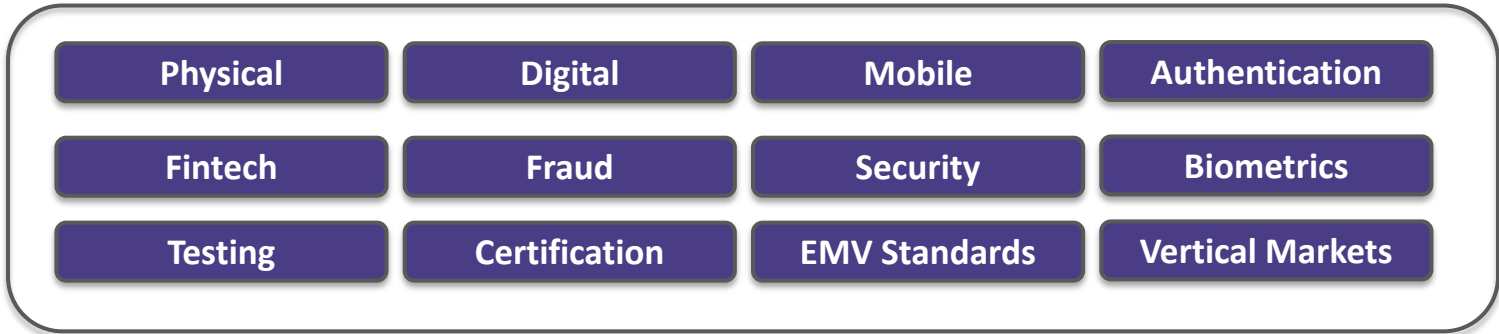 Physical Digital Mobile Authentication
Fintech Fraud Security Biometrics
Testing Certification EMV Standards Vertical Markets